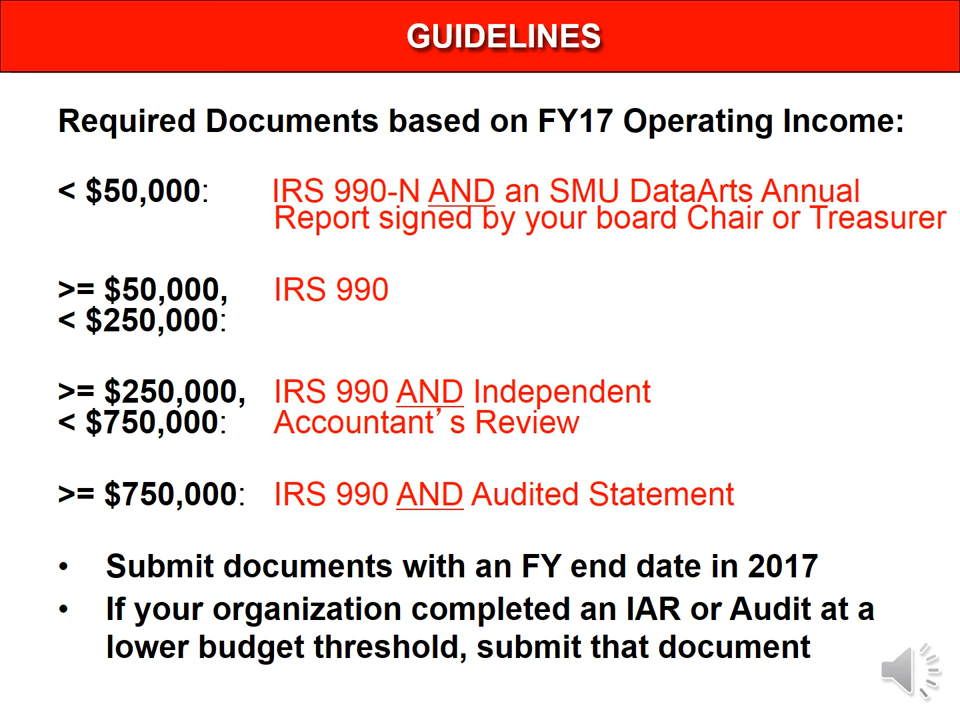 GUIDELINES
Required Documents based on FY17 Operating Income:
< $50,000: IRS 990-N AND an SMU DataArts Annual
Report signed by your board Chair or Treasurer
>= $50,000, IRS 990
< $250,000:
>= $250,000, IRS 990 AND Independent
< $750,000: Accountant’s Review
>= $750,000: IRS 990 AND Audited Statement
• Submit documents with an FY end date in 2017
• If your organization completed an IAR or Audit at a
lower budget threshold, submit that document